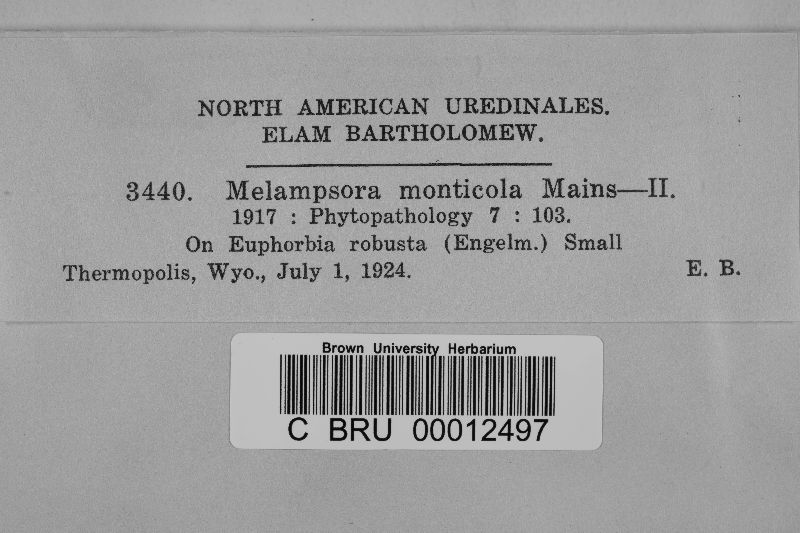 NORTH AMERICAN UREDINALES.
ELAM BARTHOLOMEW.
3440. Melampsora monticola Mains—II.
1917 : Phytopathology 7 : 103.
On Euphorbia robusta (Engelm.) Small
Thermopolis, Wyo., July 1, 1924. E. B.
Brown University Herbarium
C BRU 00012497